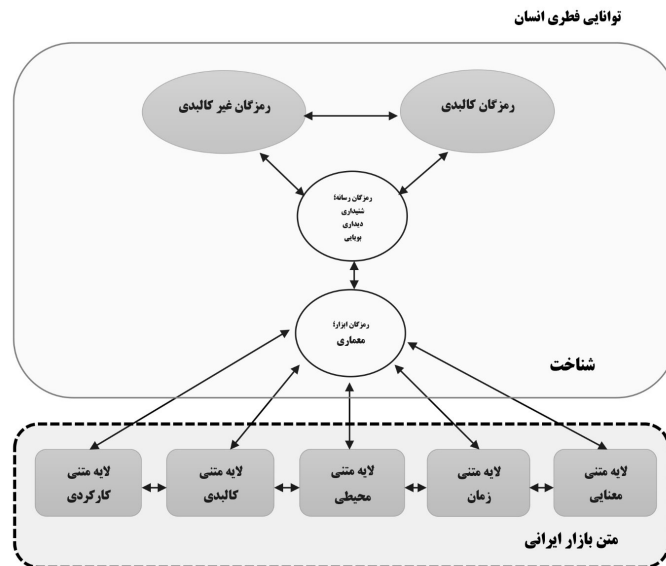 توانایی فطری انسان
رمزگان کالبدی
رمزگان غیر کالبدی
رمزگان رسانه؛
شنیداری
دیداری
بویایی
رمزگان ابزار؛
معماری
شناخت
لایه متنی
معنایی
لایه متنی
زمان
لایه متنی
محیطی
لایه متنی
کالبدی
لایه متنی
کارکردی
متن بازار ایرانی